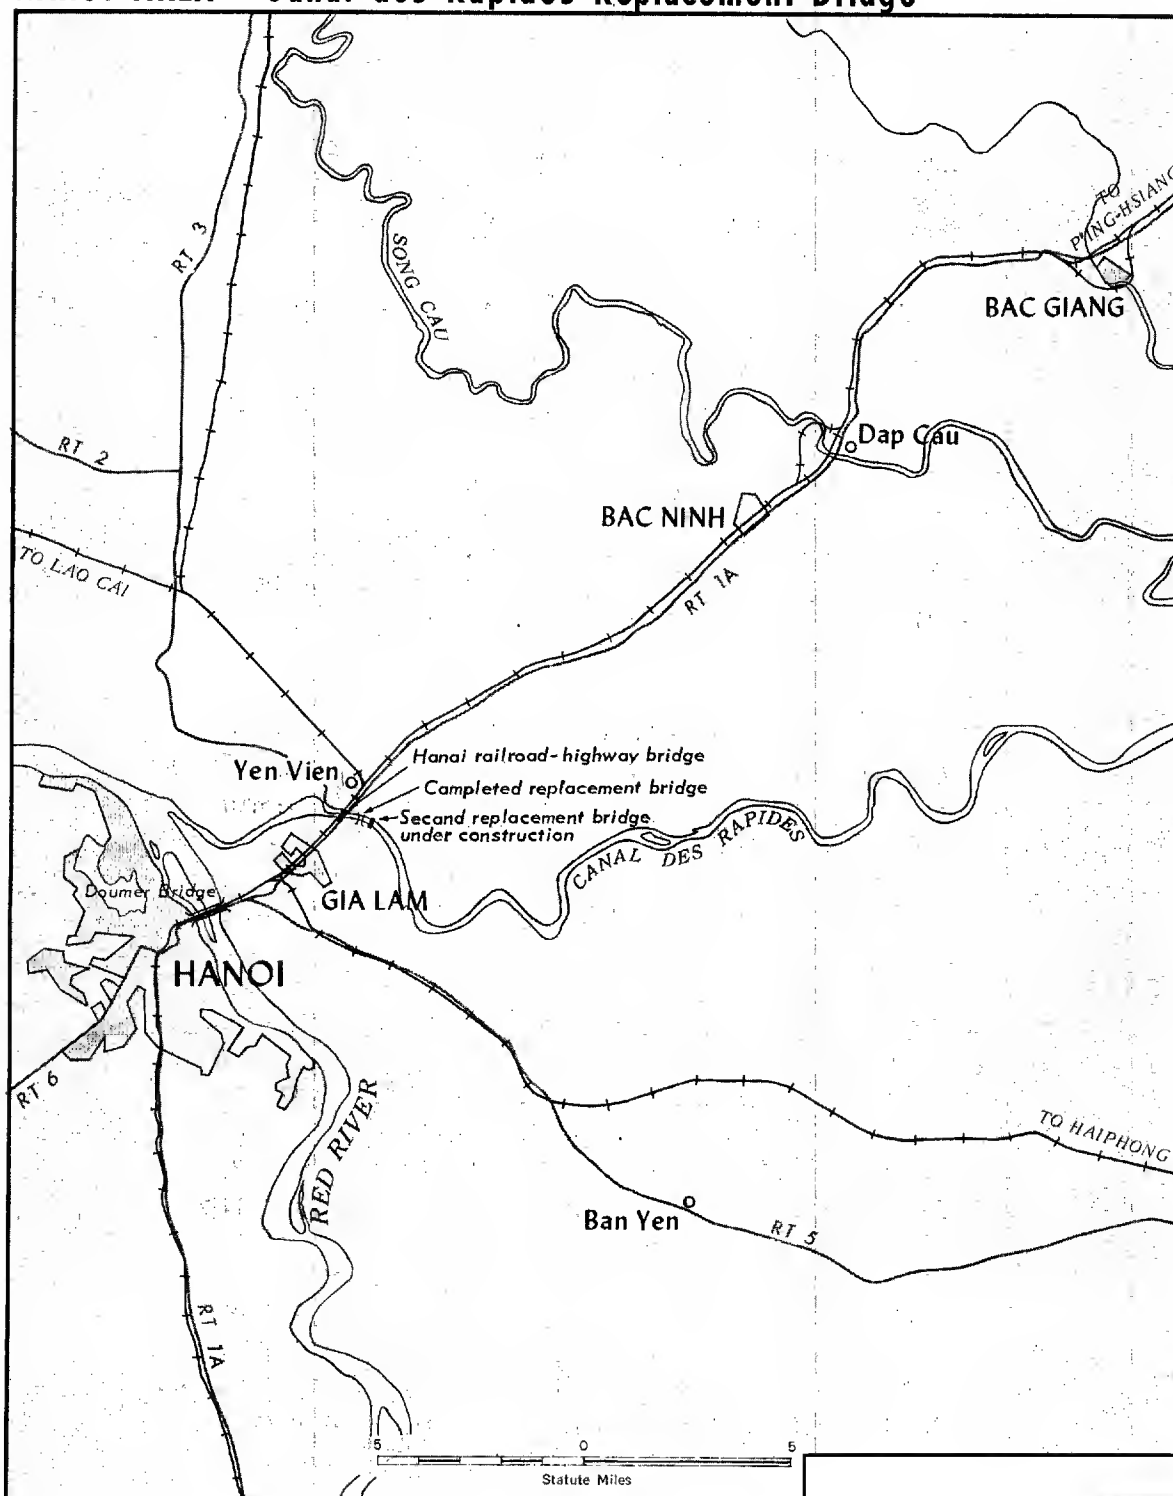 Canal des Rapides Replacement Bridge
TO
P'ING-HSIANG
RT 3
SONG CAU
BAC GIANG
Dap Cau
RT 2
BAC NINH
TO LAO CAI
RT 1A
Hanai railroad-highway bridge
Yen Vien
Campleted replacement bridge
Second replacement bridge
under construction
CANAL DES RAPIDES
Doumer Bridge
GIA LAM
HANOI
RT 6
RED RIVER
TO HAIPHONG
Ban Yen
RT 5
RT 1A
5 0 5
Statute Miles